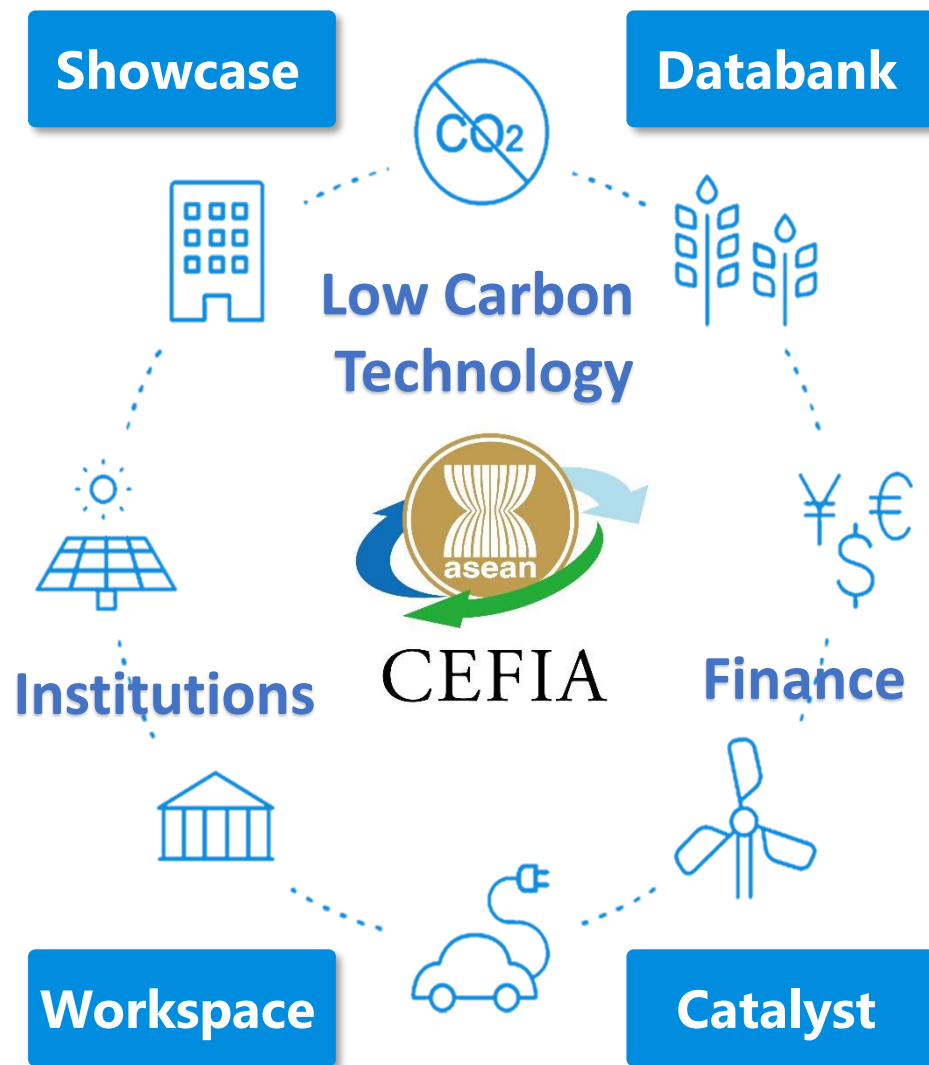 Showcase
Databank
CO2
Low Carbon
Technology
¥ € $
asean
CEFIA
Institutions
Finance
Workspace
Catalyst